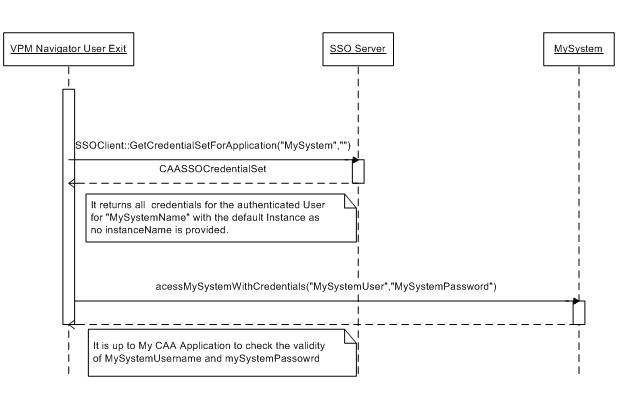 VPM Navigator User Exit
SSO Server
MySystem
SSOClient::GetCredentialSetForApplication("MySystem","")
CAASSOCredentialSet
It returns all credentials for the authenticated User
for "MySystemName" with the default Instance as
no instanceName is provided.
acessMySystemWithCredentials("MySystemUser","MySystemPassword")
It is up to My CAA Application to check the validity
of MySystemUsername and mySystemPassowrd